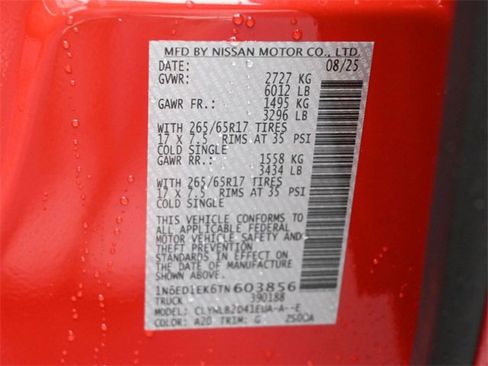 MFD BY NISSAN MOTOR CO., LTD.
DATE: 08/25
GVWR: 2727 KG
6012 LB
GAWR FR.: 1495 KG
3296 LB
WITH 265/65R17 TIRES
17 X 7.5 RIMS AT 35 PSI
COLD SINGLE
GAWR RR.: 1558 KG
3434 LB
WITH 265/65R17 TIRES
17 X 7.5 RIMS AT 35 PSI
COLD SINGLE
THIS VEHICLE CONFORMS TO
ALL APPLICABLE FEDERAL
MOTOR VEHICLE SAFETY AND
THEFT PREVENTION
STANDARDS IN EFFECT ON
THE DATE OF MANUFACTURE
SHOWN ABOVE.
1N6ED1EK6TN603856
TRUCK 390188
MODEL: CLYWLB2D41EUA-A--E
COLOR: A20 TRIM: G